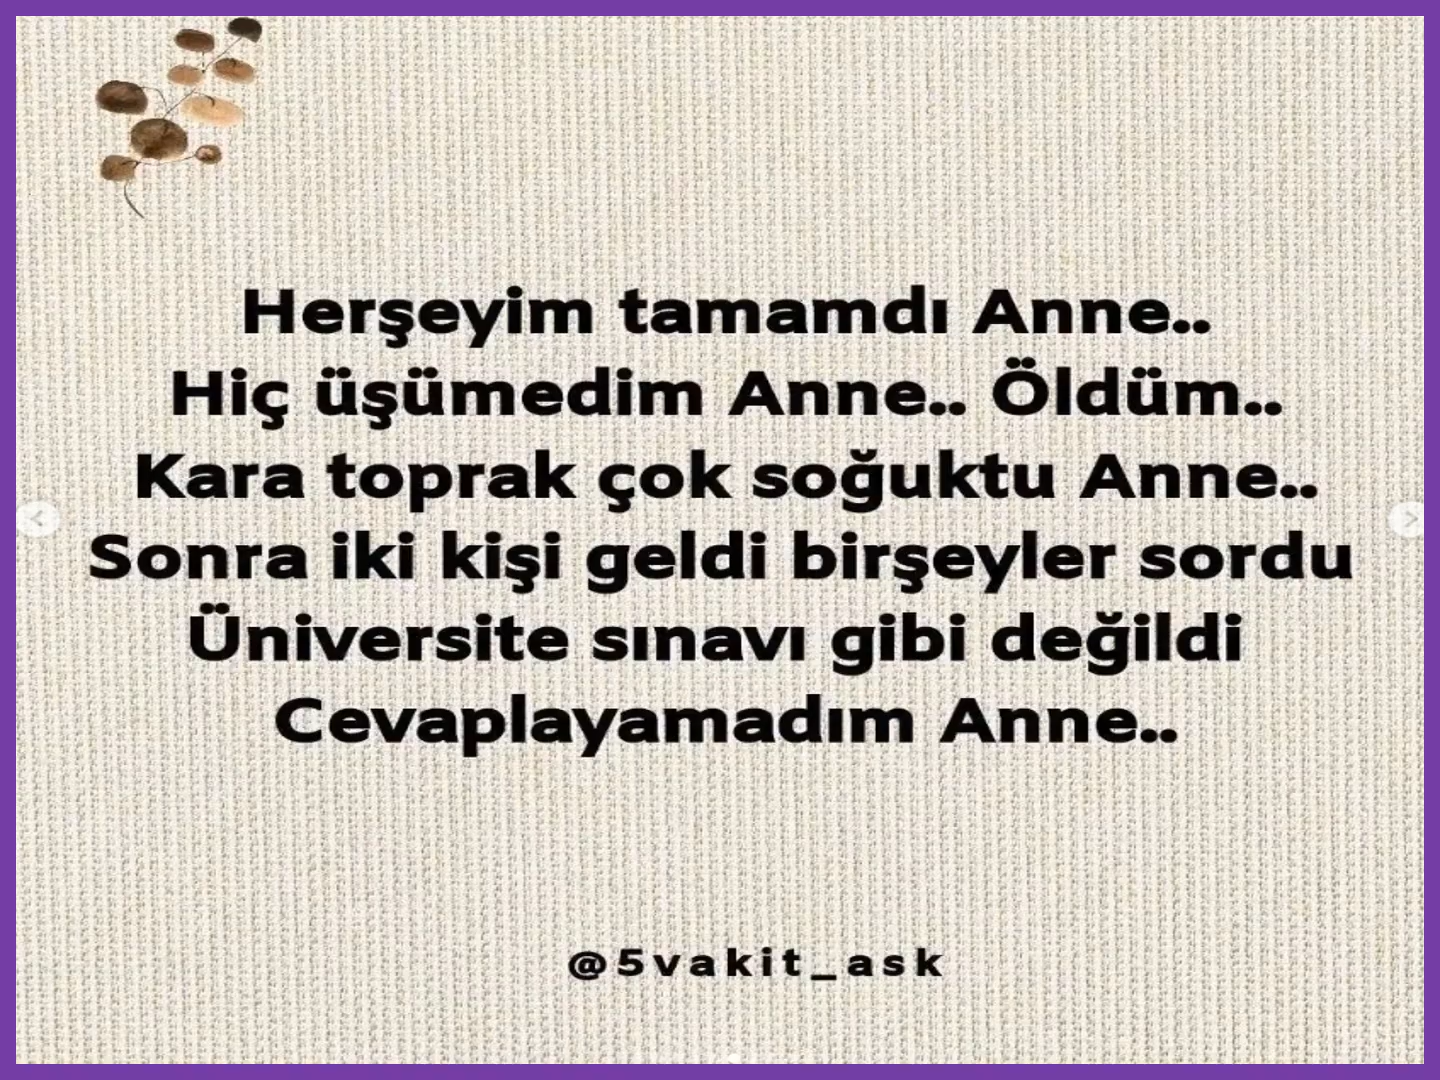 Herşeyim tamamdı Anne..
Hiç üşümedim Anne.. Öldüm..
Kara toprak çok soğuktu Anne..
Sonra iki kişi geldi birşeyler sordu
Üniversite sınavı gibi değildi
Cevaplayamadım Anne..
@5vakit_ask